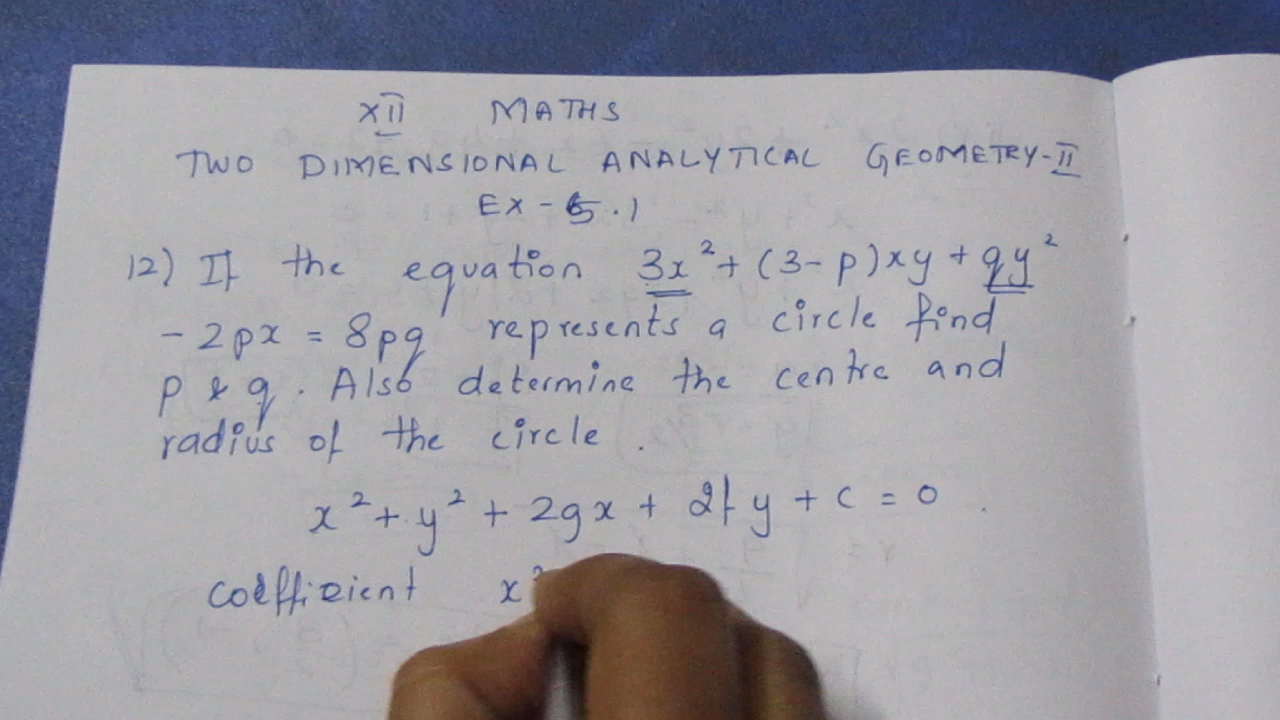 XII MATHS
TWO DIMENSIONAL ANALYTICAL GEOMETRY-II
EX-5.1
12) If the equation 3x²+(3-p)xy+qy²
-2px = 8pq represents a circle find
p & q. Also determine the centre and
radius of the circle.
x²+y²+2gx+2fy+c=0.
coefficient x²